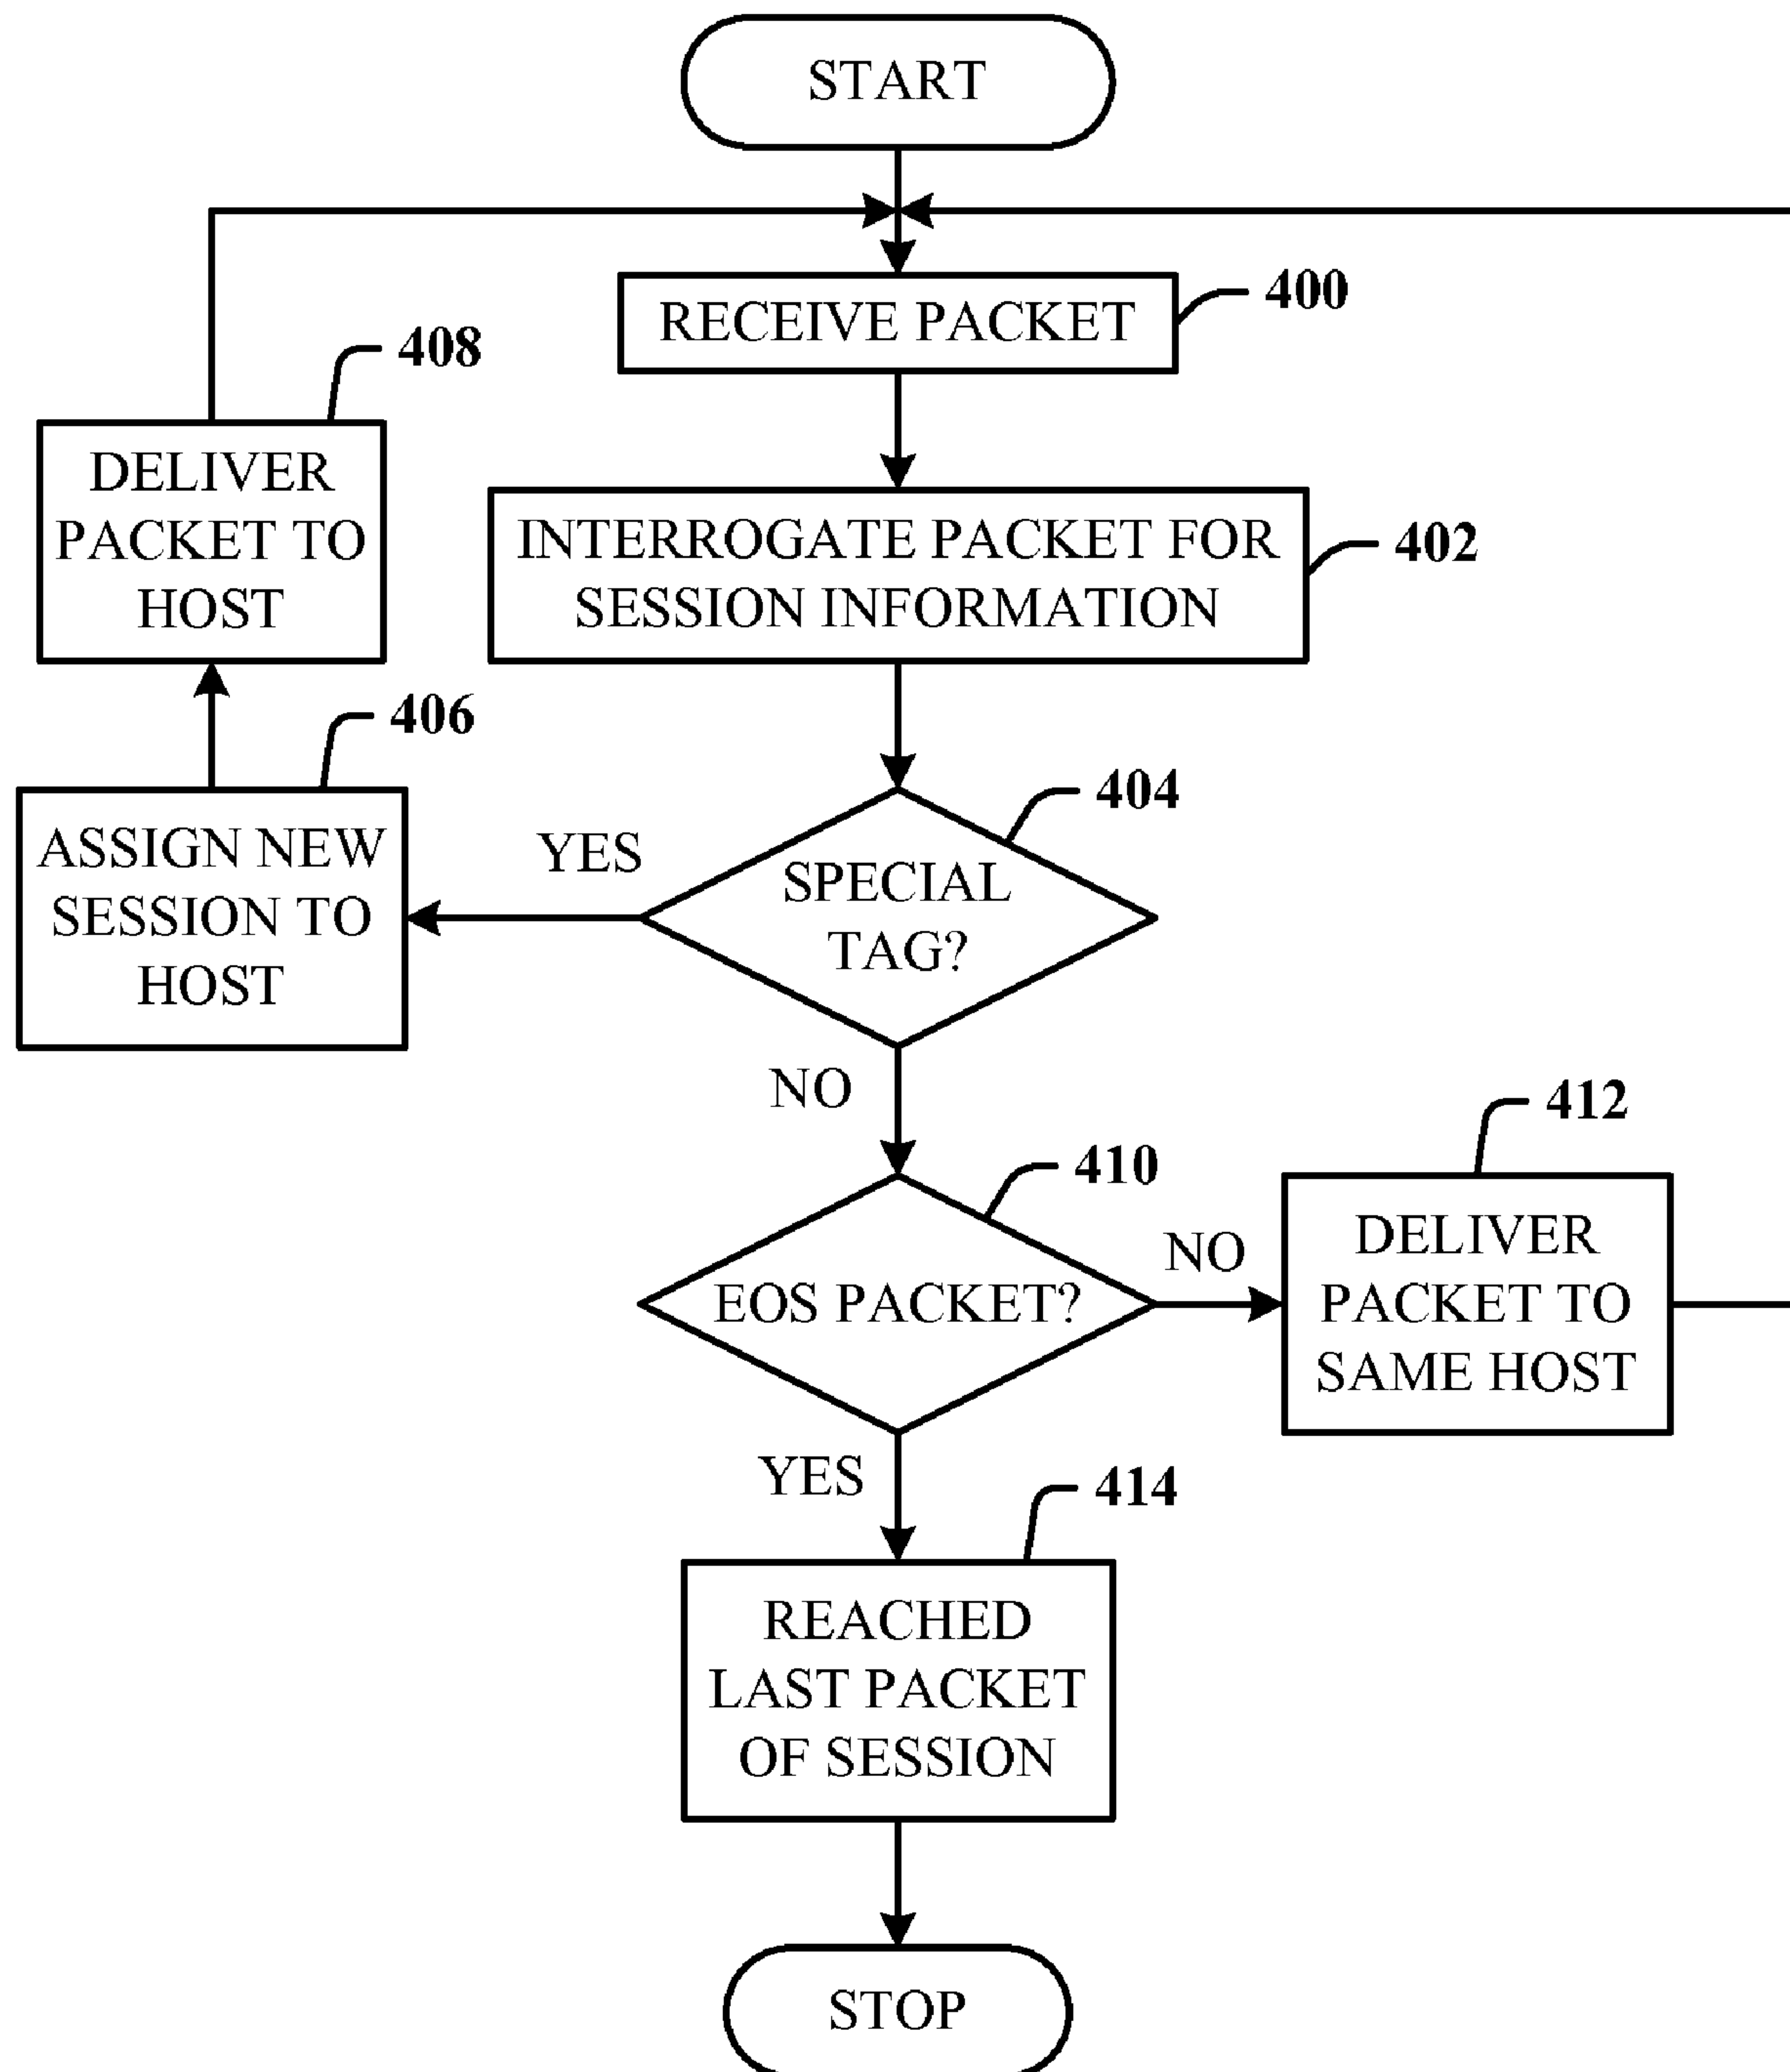 START
RECEIVE PACKET
400
408
DELIVER
PACKET TO
HOST
INTERROGATE PACKET FOR
SESSION INFORMATION
402
406
ASSIGN NEW
SESSION TO
HOST
YES
404
SPECIAL
TAG?
NO
410
EOS PACKET?
NO
412
DELIVER
PACKET TO
SAME HOST
YES
414
REACHED
LAST PACKET
OF SESSION
STOP